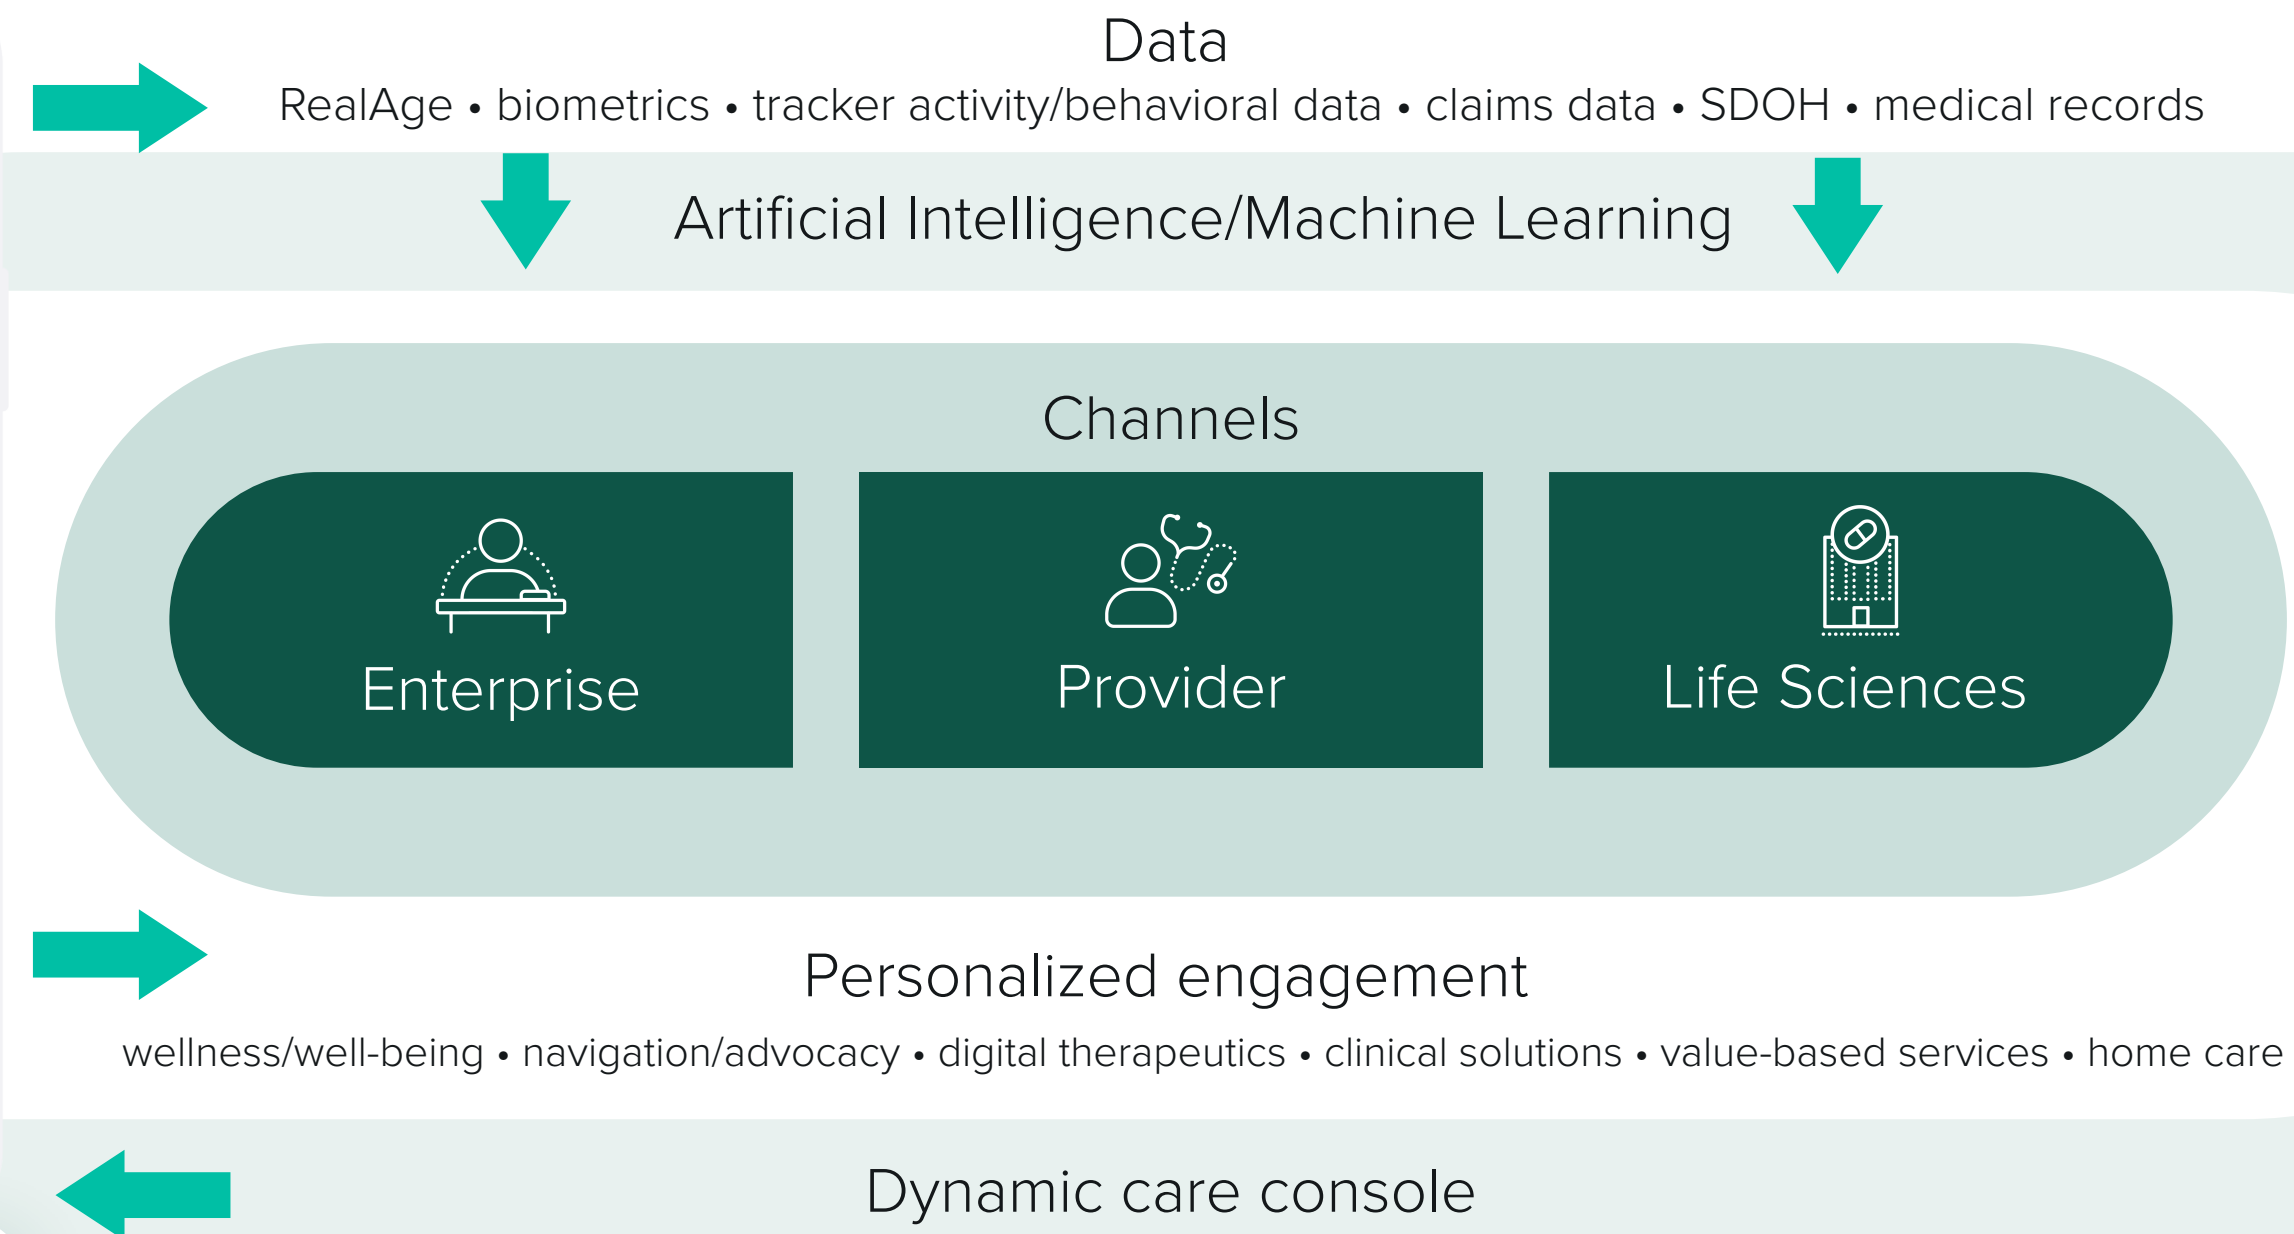 Data
RealAge • biometrics • tracker activity/behavioral data • claims data • SDOH • medical records
Artificial Intelligence/Machine Learning
Channels
Enterprise
Provider
Life Sciences
Personalized engagement
wellness/well-being • navigation/advocacy • digital therapeutics • clinical solutions • value-based services • home care
Dynamic care console